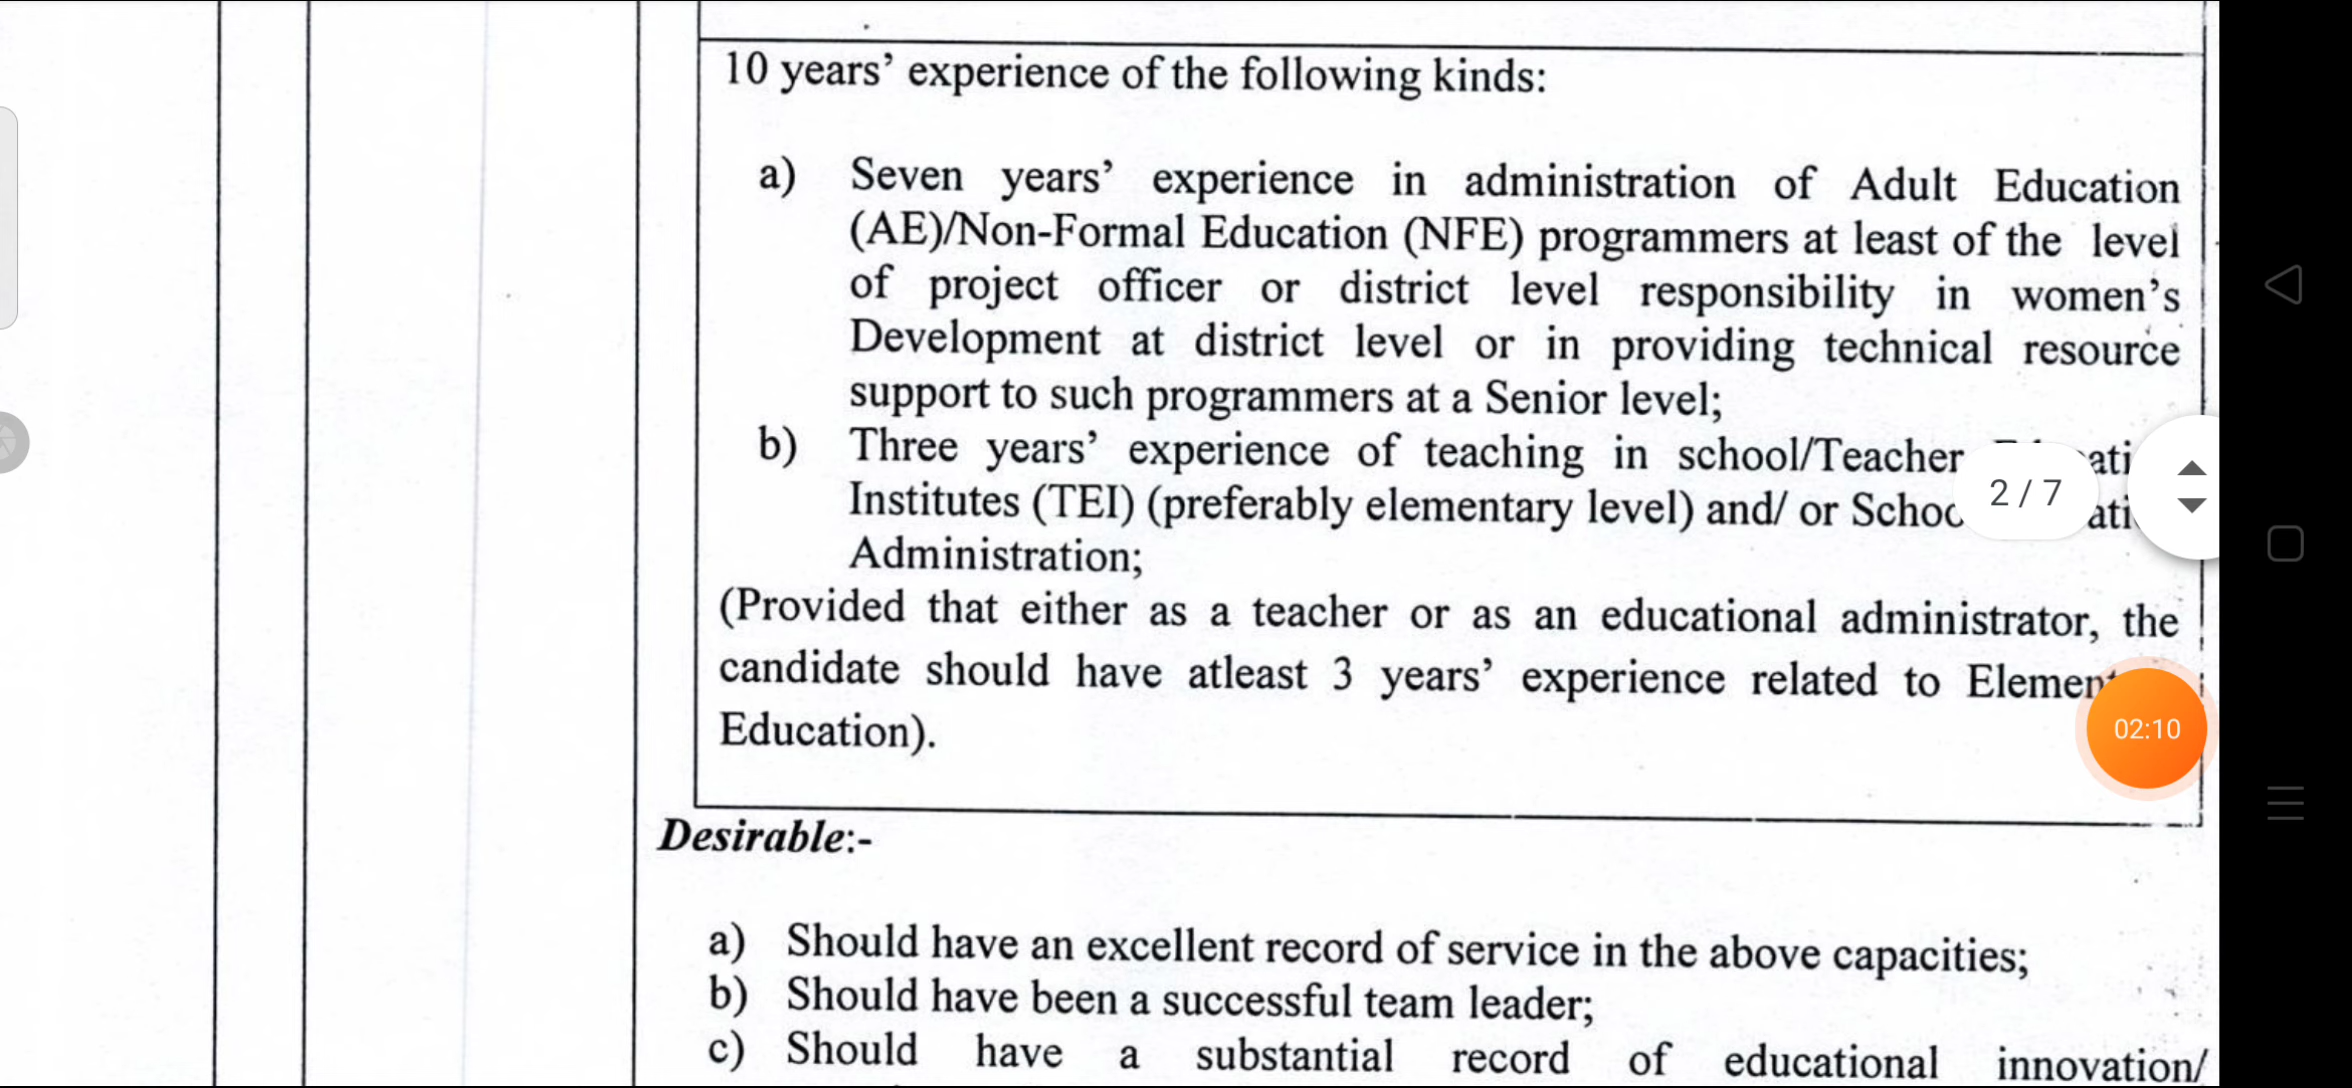 10 years’ experience of the following kinds:
a) Seven years’ experience in administration of Adult Education
(AE)/Non-Formal Education (NFE) programmers at least of the level
of project officer or district level responsibility in women’s
Development at district level or in providing technical resource
support to such programmers at a Senior level;
b) Three years’ experience of teaching in school/Teacher
Institutes (TEI) (preferably elementary level) and/ or
Administration;
2 / 7
(Provided that either as a teacher or as an educational administrator, the
candidate should have atleast 3 years’ experience related to
Education).
02:10
Desirable:-
a) Should have an excellent record of service in the above capacities;
b) Should have been a successful team leader;
c) Should have a substantial record of educational innovation/